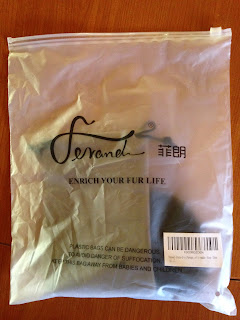 Ferand 菲朗
ENRICH YOUR FUR LIFE
PLASTIC BAGS CAN BE DANGEROUS.
TO AVOID DANGER OF SUFFOCATION
KEEP THIS BAG AWAY FROM BABIES AND CHILDREN